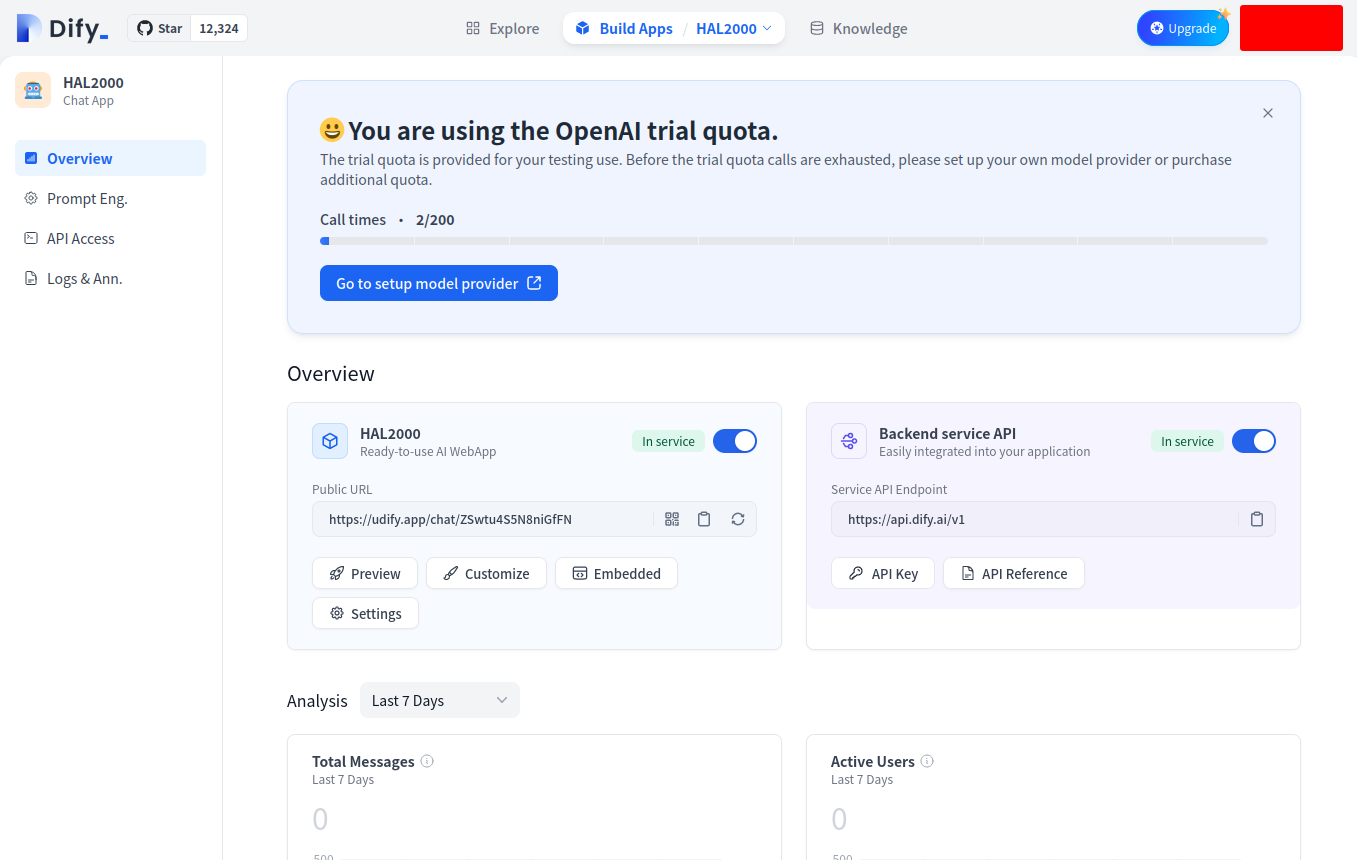 Dify_
Star 12,324
Explore
Build Apps / HAL2000
Knowledge
Upgrade
HAL2000
Chat App
Overview
Prompt Eng.
API Access
Logs & Ann.
😃 You are using the OpenAI trial quota.
The trial quota is provided for your testing use. Before the trial quota calls are exhausted, please set up your own model provider or purchase
additional quota.
Call times • 2/200
Go to setup model provider
Overview
HAL2000
Ready-to-use AI WebApp
In service
Public URL
https://udify.app/chat/ZSwtu4S5N8niGfFN
Preview
Customize
Embedded
Settings
Backend service API
Easily integrated into your application
In service
Service API Endpoint
https://api.dify.ai/v1
API Key
API Reference
Analysis
Last 7 Days
Total Messages
Last 7 Days
0
500
Active Users
Last 7 Days
0
500